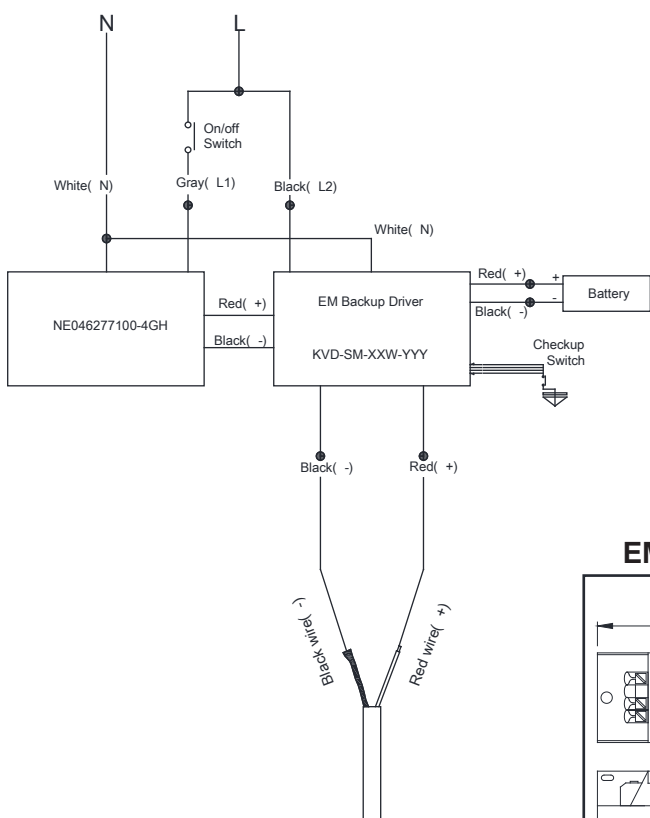 N L
On/off
Switch
White( N) Gray( L1) Black( L2)
White( N)
Red( +) + Battery
Black( -) -
NE046277100-4GH
Red( +)
Black( -)
EM Backup Driver
KVD-SM-XXW-YYY
Checkup
Switch
Black( -) Red( +)
Black wire( -) Red wire( +)
EM